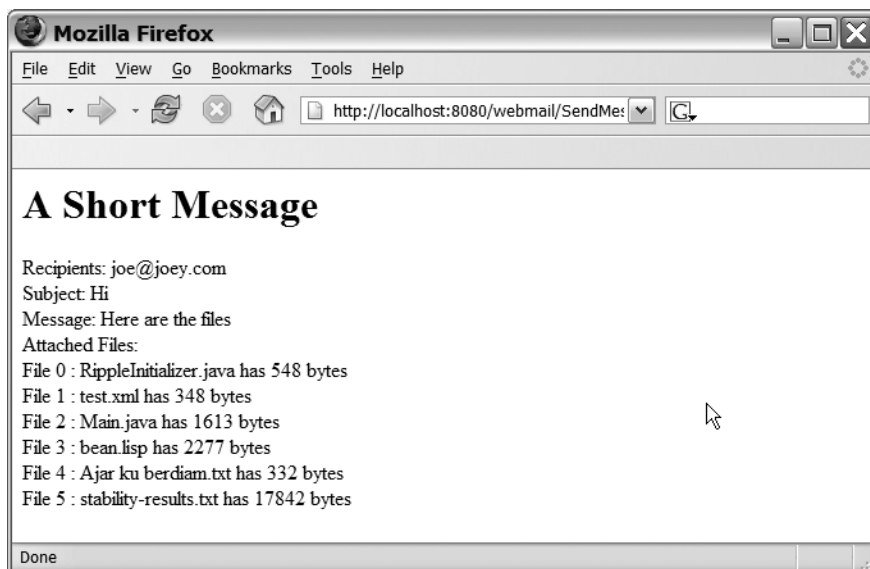 Mozilla Firefox
File Edit View Go Bookmarks Tools Help
http://localhost:8080/webmail/SendMes
G
A Short Message
Recipients: joe@joey.com
Subject: Hi
Message: Here are the files
Attached Files:
File 0 : RippleInitializer.java has 548 bytes
File 1 : test.xml has 348 bytes
File 2 : Main.java has 1613 bytes
File 3 : bean.lisp has 2277 bytes
File 4 : Ajar ku berdiam.txt has 332 bytes
File 5 : stability-results.txt has 17842 bytes
Done